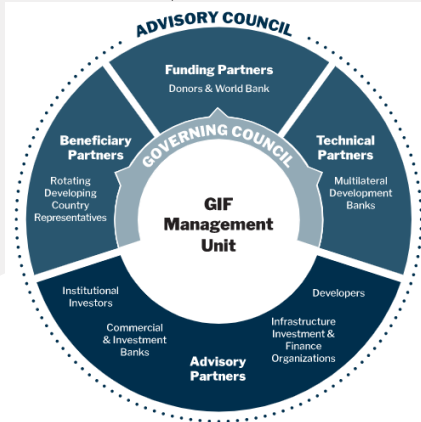 ADVISORY COUNCIL
Funding Partners
Donors & World Bank
GOVERNING COUNCIL
Beneficiary
Partners
Rotating
Developing
Country
Representatives
Technical
Partners
Multilateral
Development
Banks
GIF
Management
Unit
Institutional
Investors
Commercial
& Investment
Banks
Advisory
Partners
Infrastructure
Investment &
Finance
Organizations
Developers